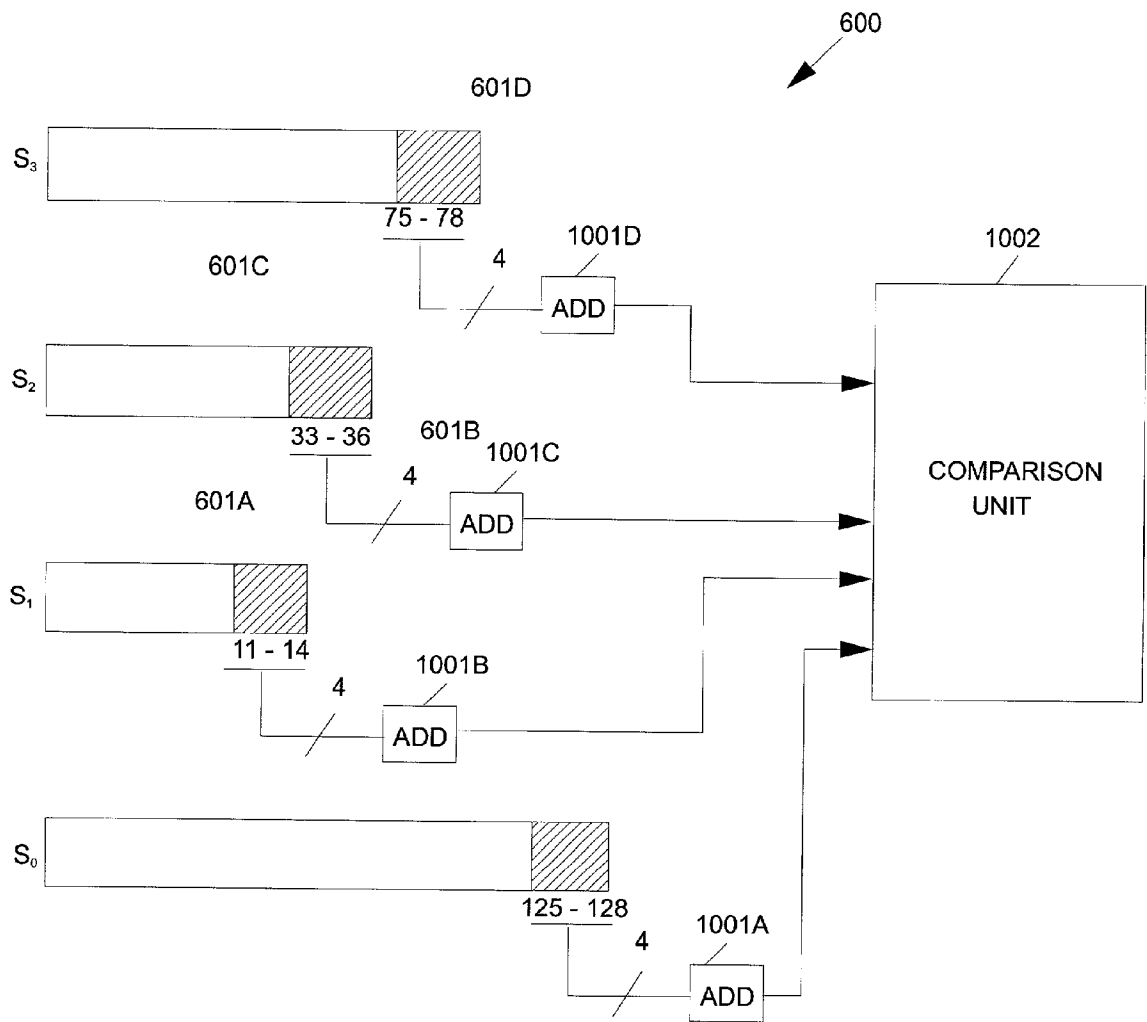 600
601D
S₃
75 - 78
1001D
4
ADD
1002
601C
S₂
33 - 36
601B
1001C
4
ADD
COMPARISON
UNIT
601A
S₁
11 - 14
1001B
4
ADD
S₀
125 - 128
1001A
4
ADD